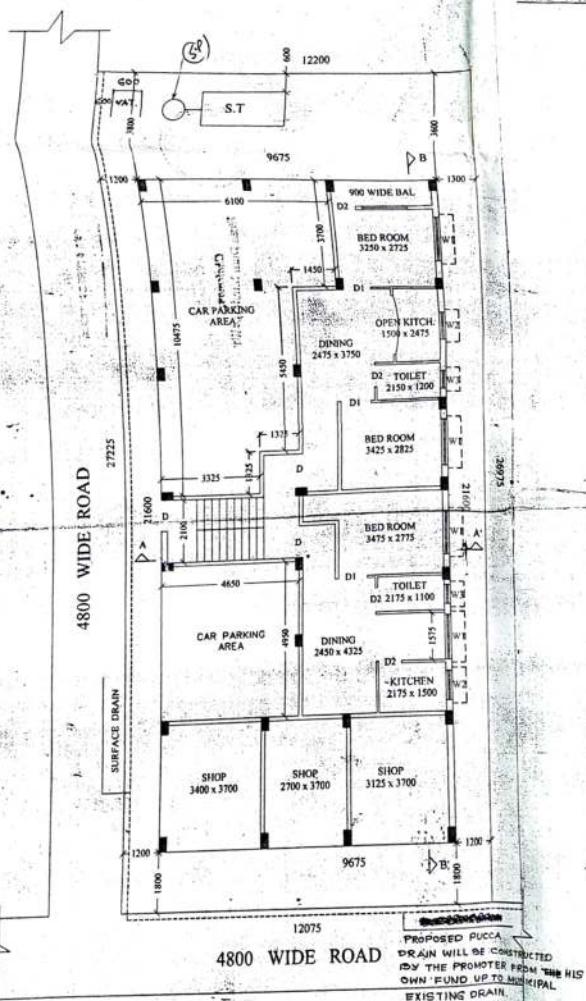 600
12200
600
600
VAT.
S.T
3800
3600
9675
B
1200
1300
6100
900 WIDE BAL
D2
3700
BED ROOM
3250 x 2725
W1
1450
D1
CAR PARKING
AREA
10475
OPEN KITCH.
1500 x 2475
W2
DINING
2475 x 3750
5450
D2
TOILET
2150 x 1200
W3
D1
1325
BED ROOM
3425 x 2825
W1
3325
1325
D
27225
26975
21600
21600
4800 WIDE ROAD
D
2100
D
BED ROOM
3475 x 2775
W1
A
A'
4650
D1
TOILET
D2 2175 x 1100
W3
CAR PARKING
AREA
4950
DINING
2450 x 4325
1575
W1
D2
KITCHEN
2175 x 1500
W2
SURFACE DRAIN
SHOP
3400 x 3700
SHOP
2700 x 3700
SHOP
3125 x 3700
1200
9675
B'
1200
1800
1800
12075
4800 WIDE ROAD
PROPOSED PUCCA
DRAIN WILL BE CONSTRUCTED
BY THE PROMOTER FROM HIS
OWN FUND UP TO MUNICIPAL
EXISTING DRAIN